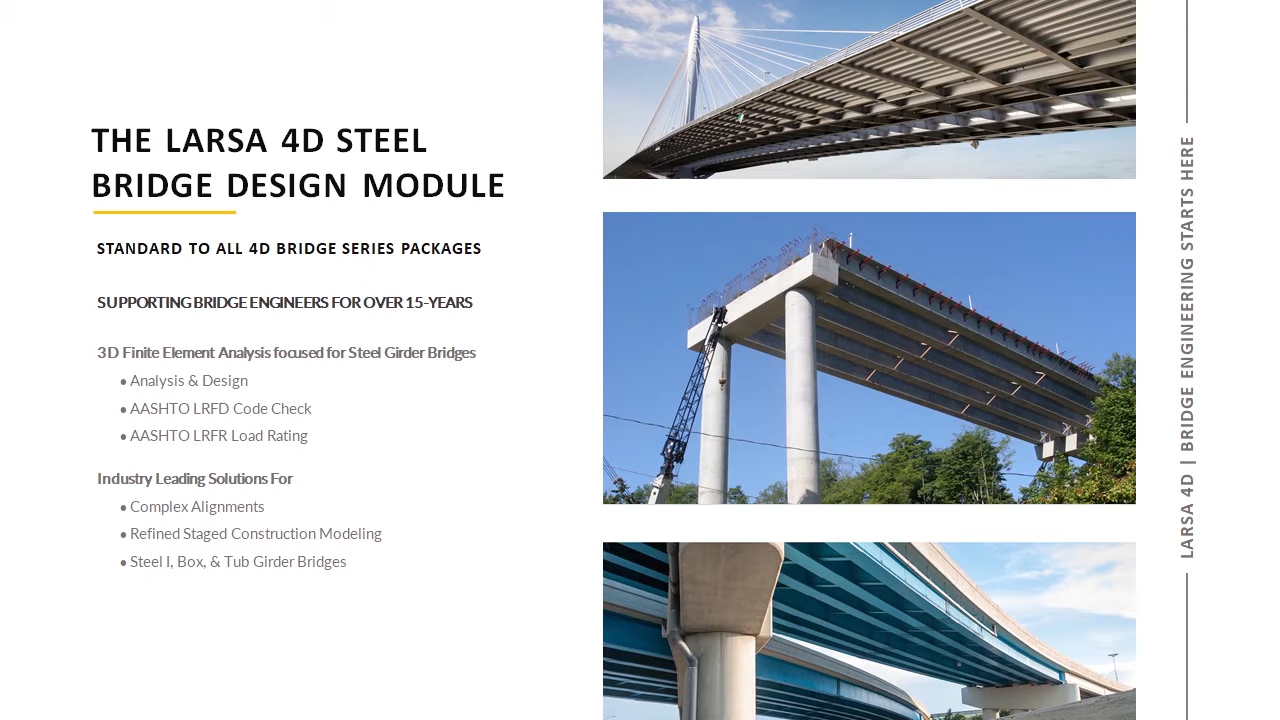 THE LARSA 4D STEEL
BRIDGE DESIGN MODULE
STANDARD TO ALL 4D BRIDGE SERIES PACKAGES
SUPPORTING BRIDGE ENGINEERS FOR OVER 15-YEARS
3D Finite Element Analysis focused for Steel Girder Bridges
• Analysis & Design
• AASHTO LRFD Code Check
• AASHTO LRFR Load Rating
Industry Leading Solutions For
• Complex Alignments
• Refined Staged Construction Modeling
• Steel I, Box, & Tub Girder Bridges
LARSA 4D | BRIDGE ENGINEERING STARTS HERE